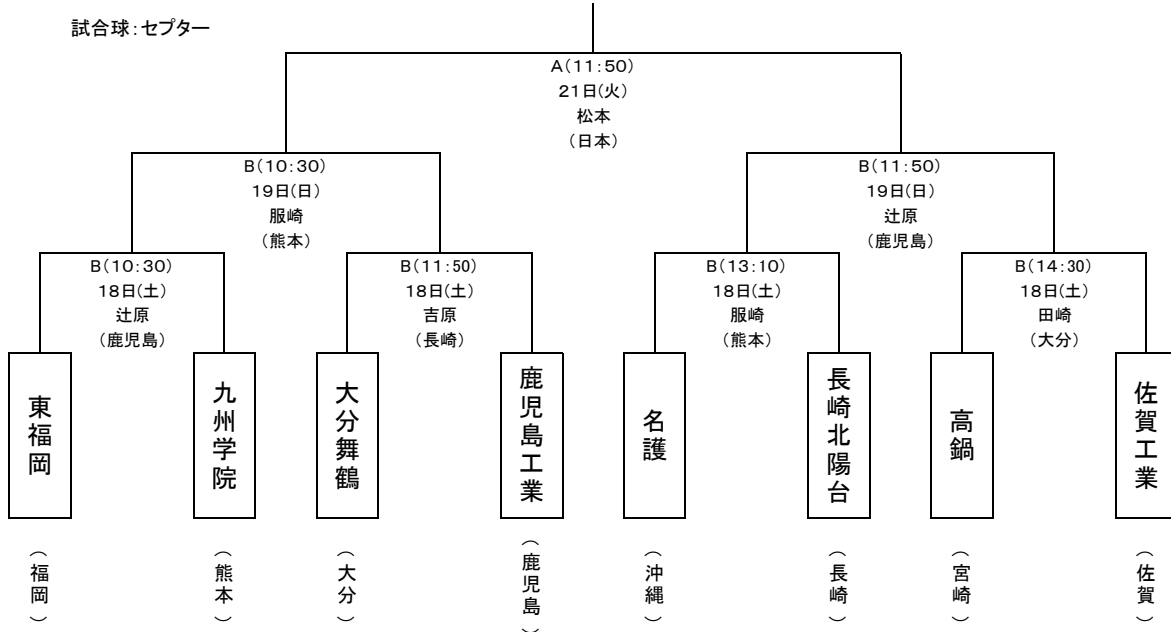 試合球：セプター
A（11：50）
21日（火）
松本
（日本）
B（10：30）
19日（日）
服崎
（熊本）
B（11：50）
19日（日）
辻原
（鹿児島）
B（10：30）
18日（土）
辻原
（鹿児島）
B（11：50）
18日（土）
吉原
（長崎）
B（13：10）
18日（土）
服崎
（熊本）
B（14：30）
18日（土）
田崎
（大分）
東福岡
九州学院
大分舞鶴
鹿児島工業
名護
長崎北陽台
高鍋
佐賀工業
（福岡）
（熊本）
（大分）
（鹿児島）
（沖縄）
（長崎）
（宮崎）
（佐賀）